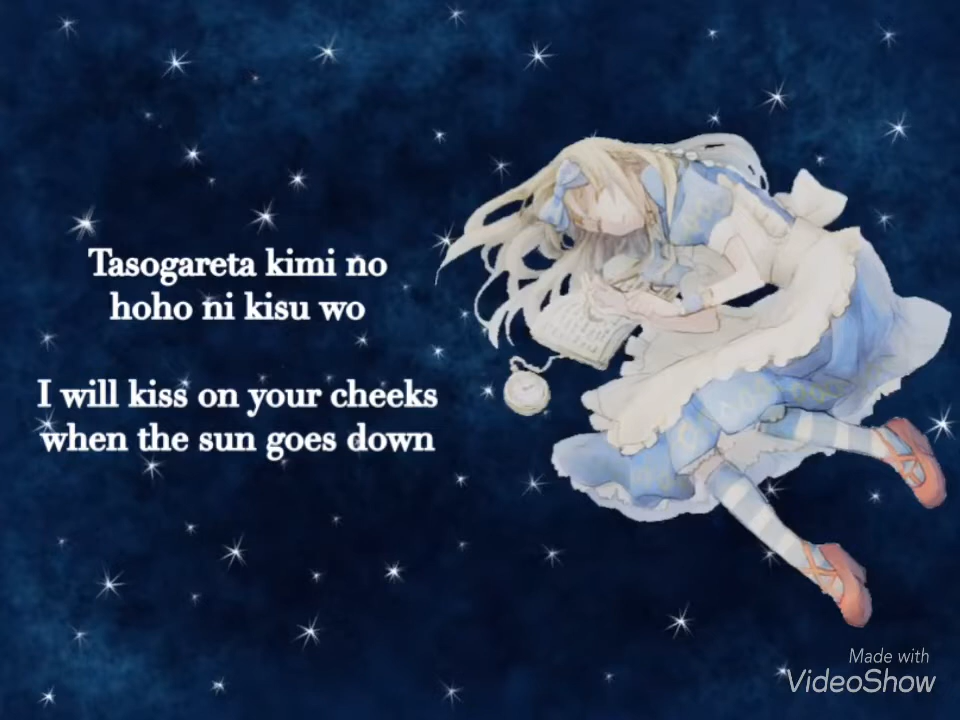 Tasogareta kimi no
hoho ni kisu wo
I will kiss on your cheeks
when the sun goes down
Made with
VideoShow